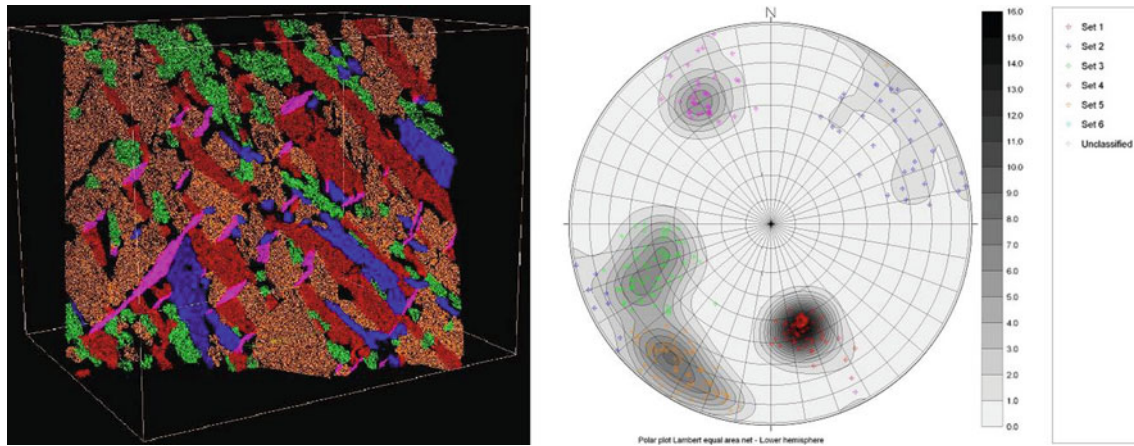 N
16.0
15.0
14.0
13.0
12.0
11.0
10.0
9.0
8.0
7.0
6.0
5.0
4.0
3.0
2.0
1.0
0.0
Set 1
Set 2
Set 3
Set 4
Set 5
Set 6
Unclassified
Polar plot Lambert equal area net - Lower hemisphere